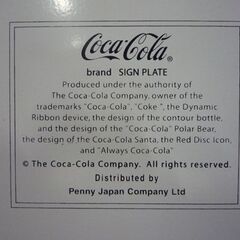 Coca-Cola®
brand SIGN PLATE
Produced under the authority of
The Coca-Cola Company, owner of the
trademarks "Coca-Cola", "Coke", the Dynamic
Ribbon device, the design of the contour bottle,
and the design of the "Coca-Cola" Polar Bear,
the design of the Coca-Cola Santa, the Red Disc Icon,
and "Always Coca-Cola"
© The Coca-Cola Company. All rights reserved.
Distributed by
Penny Japan Company Ltd